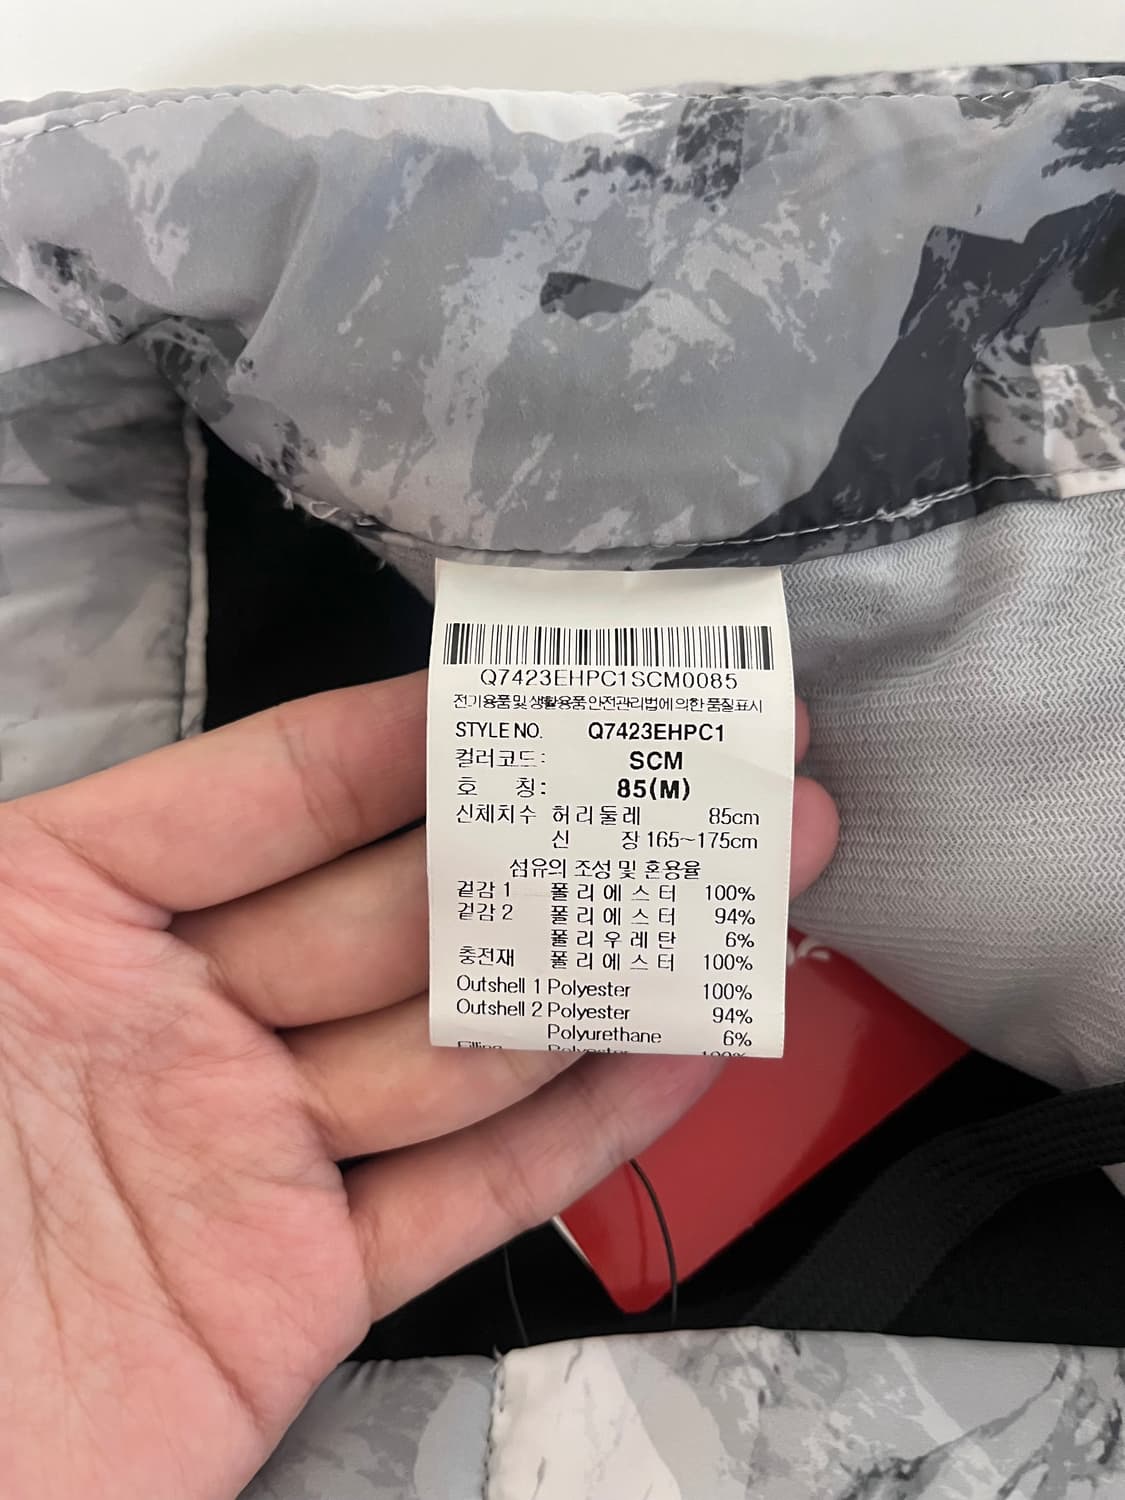 Q7423EHPC1SCM0085
전기용품 및 생활용품 안전관리법에 의한 품질표시
STYLE NO. Q7423EHPC1
컬러코드: SCM
호 칭: 85(M)
신체치수 허리둘레 85cm
신 장 165~175cm
섬유의 조성 및 혼용율
겉감 1 폴리에스터 100%
겉감 2 폴리에스터 94%
폴리우레탄 6%
충전재 폴리에스터 100%
Outshell 1 Polyester 100%
Outshell 2 Polyester 94%
Polyurethane 6%
Filling Polyester 100%